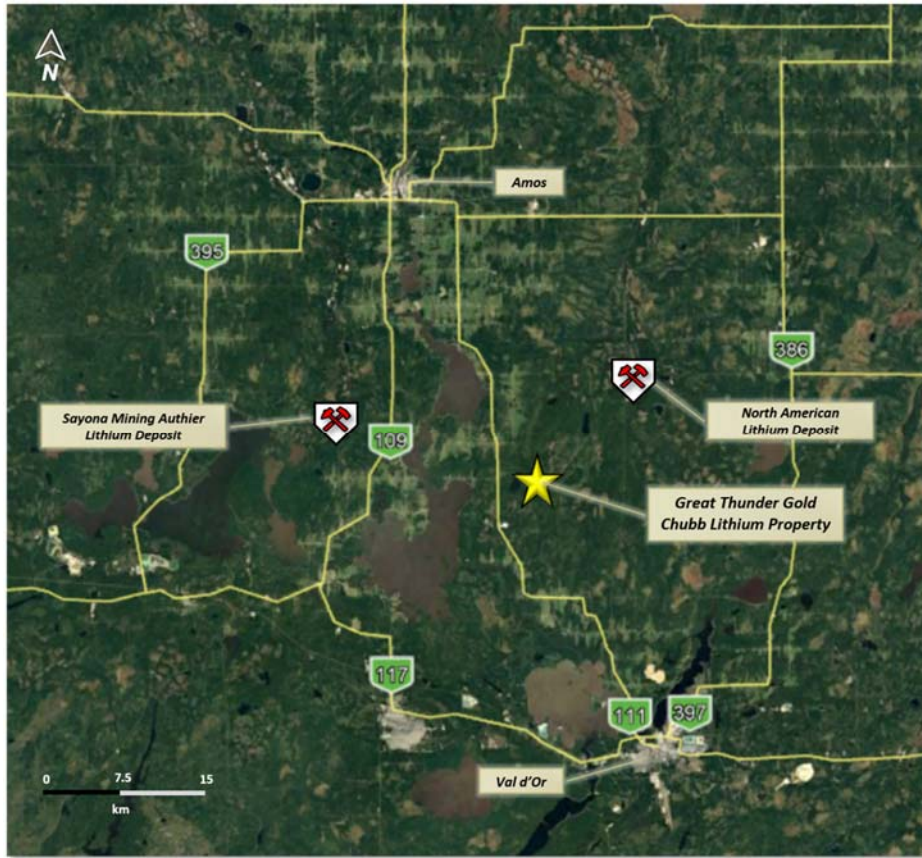 N
Amos
395
386
Sayona Mining Authier
Lithium Deposit
109
North American
Lithium Deposit
Great Thunder Gold
Chubb Lithium Property
117
111
397
0 7.5 15
km
Val d'Or